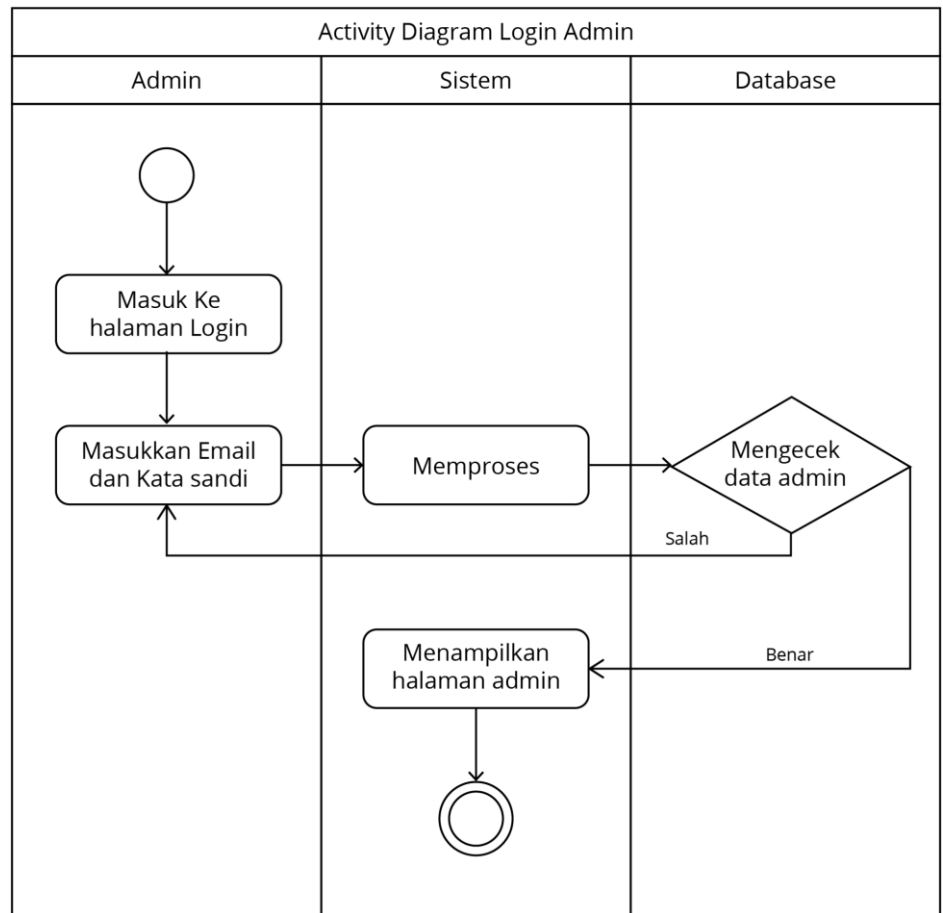 Activity Diagram Login Admin
Admin
Sistem
Database
Masuk Ke
halaman Login
Masukkan Email
dan Kata sandi
Memproses
Mengecek
data admin
Salah
Benar
Menampilkan
halaman admin